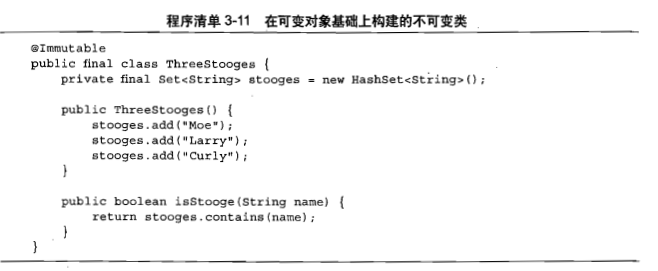 程序清单 3-11 在可变对象基础上构建的不可变类
@Immutable
public final class ThreeStooges {
    private final Set<String> stooges = new HashSet<String>();

    public ThreeStooges() {
        stooges.add("Moe");
        stooges.add("Larry");
        stooges.add("Curly");
    }

    public boolean isStooge(String name) {
        return stooges.contains(name);
    }
}